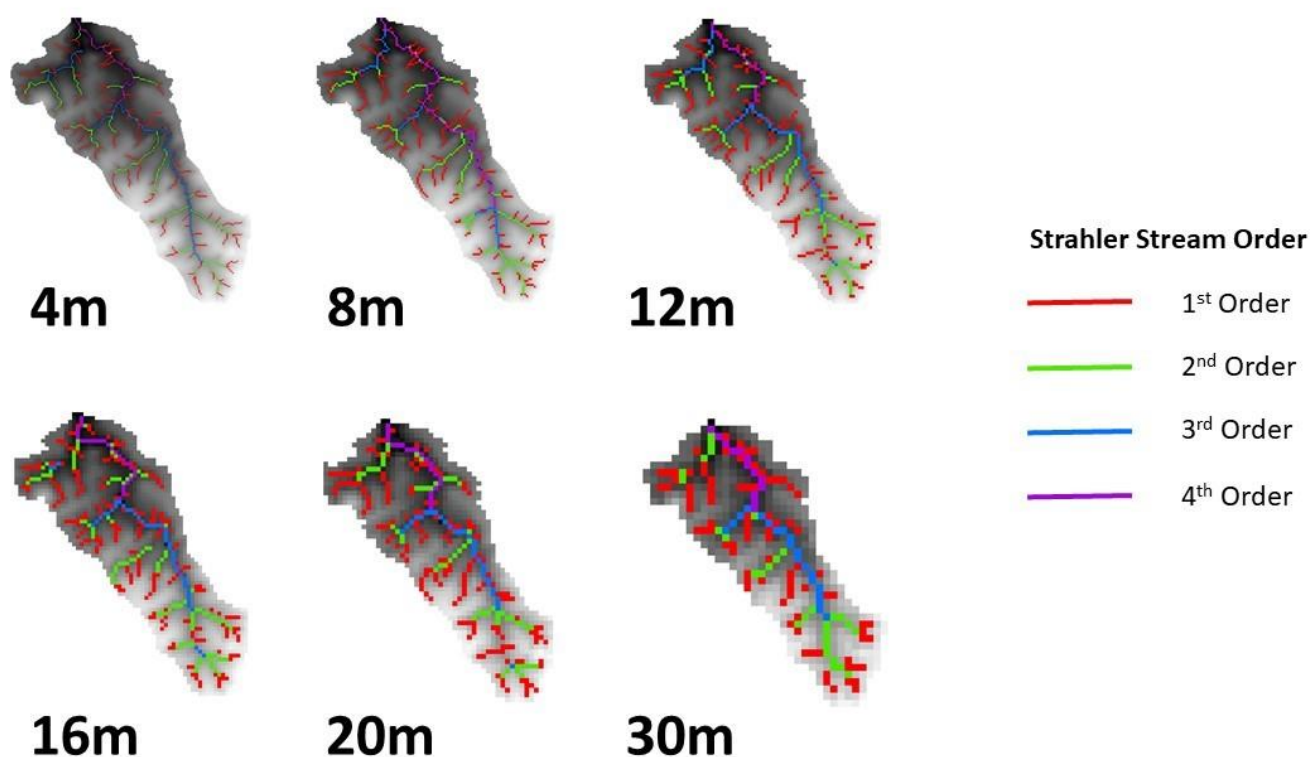 4m
8m
12m
Strahler Stream Order
1st Order
2nd Order
3rd Order
4th Order
16m
20m
30m